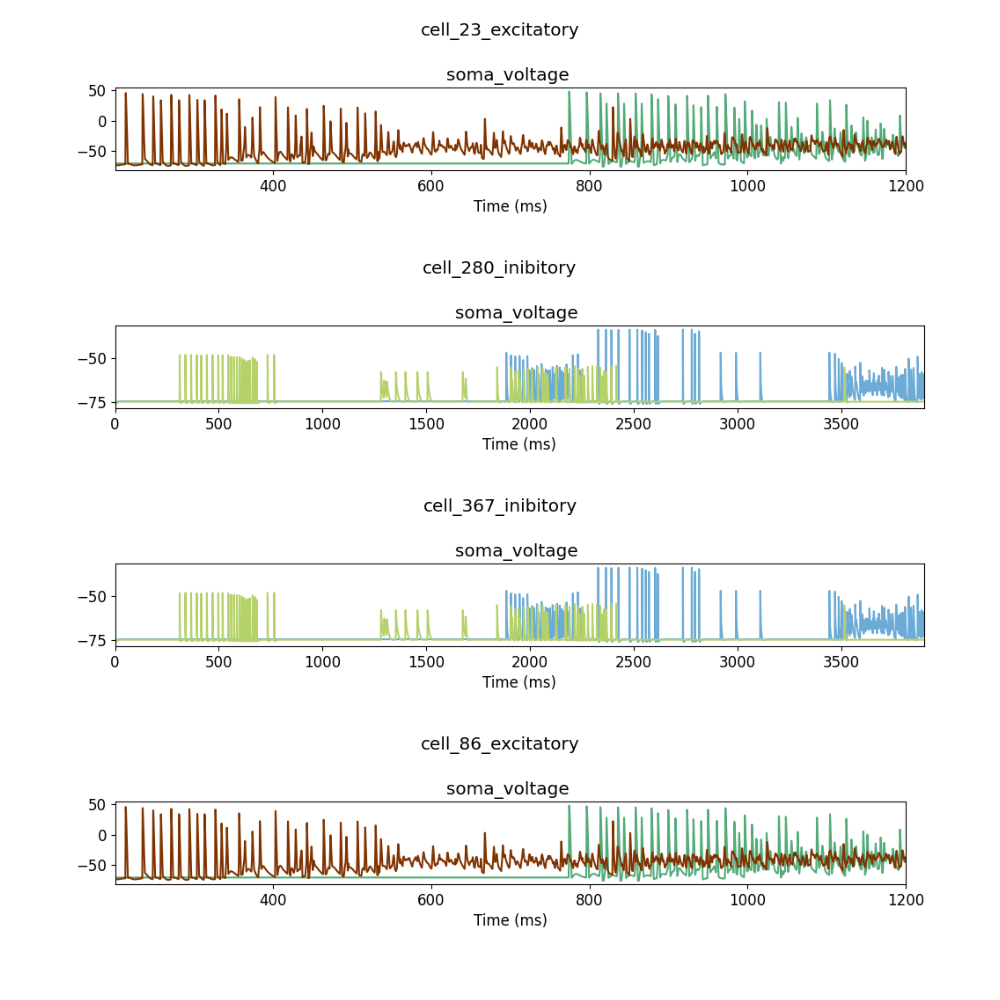 cell_23_excitatory
soma_voltage
50
0
−50
400 600 800 1000 1200
Time (ms)
cell_280_inibitory
soma_voltage
−50
−75
0 500 1000 1500 2000 2500 3000 3500
Time (ms)
cell_367_inibitory
soma_voltage
−50
−75
0 500 1000 1500 2000 2500 3000 3500
Time (ms)
cell_86_excitatory
soma_voltage
50
0
−50
400 600 800 1000 1200
Time (ms)